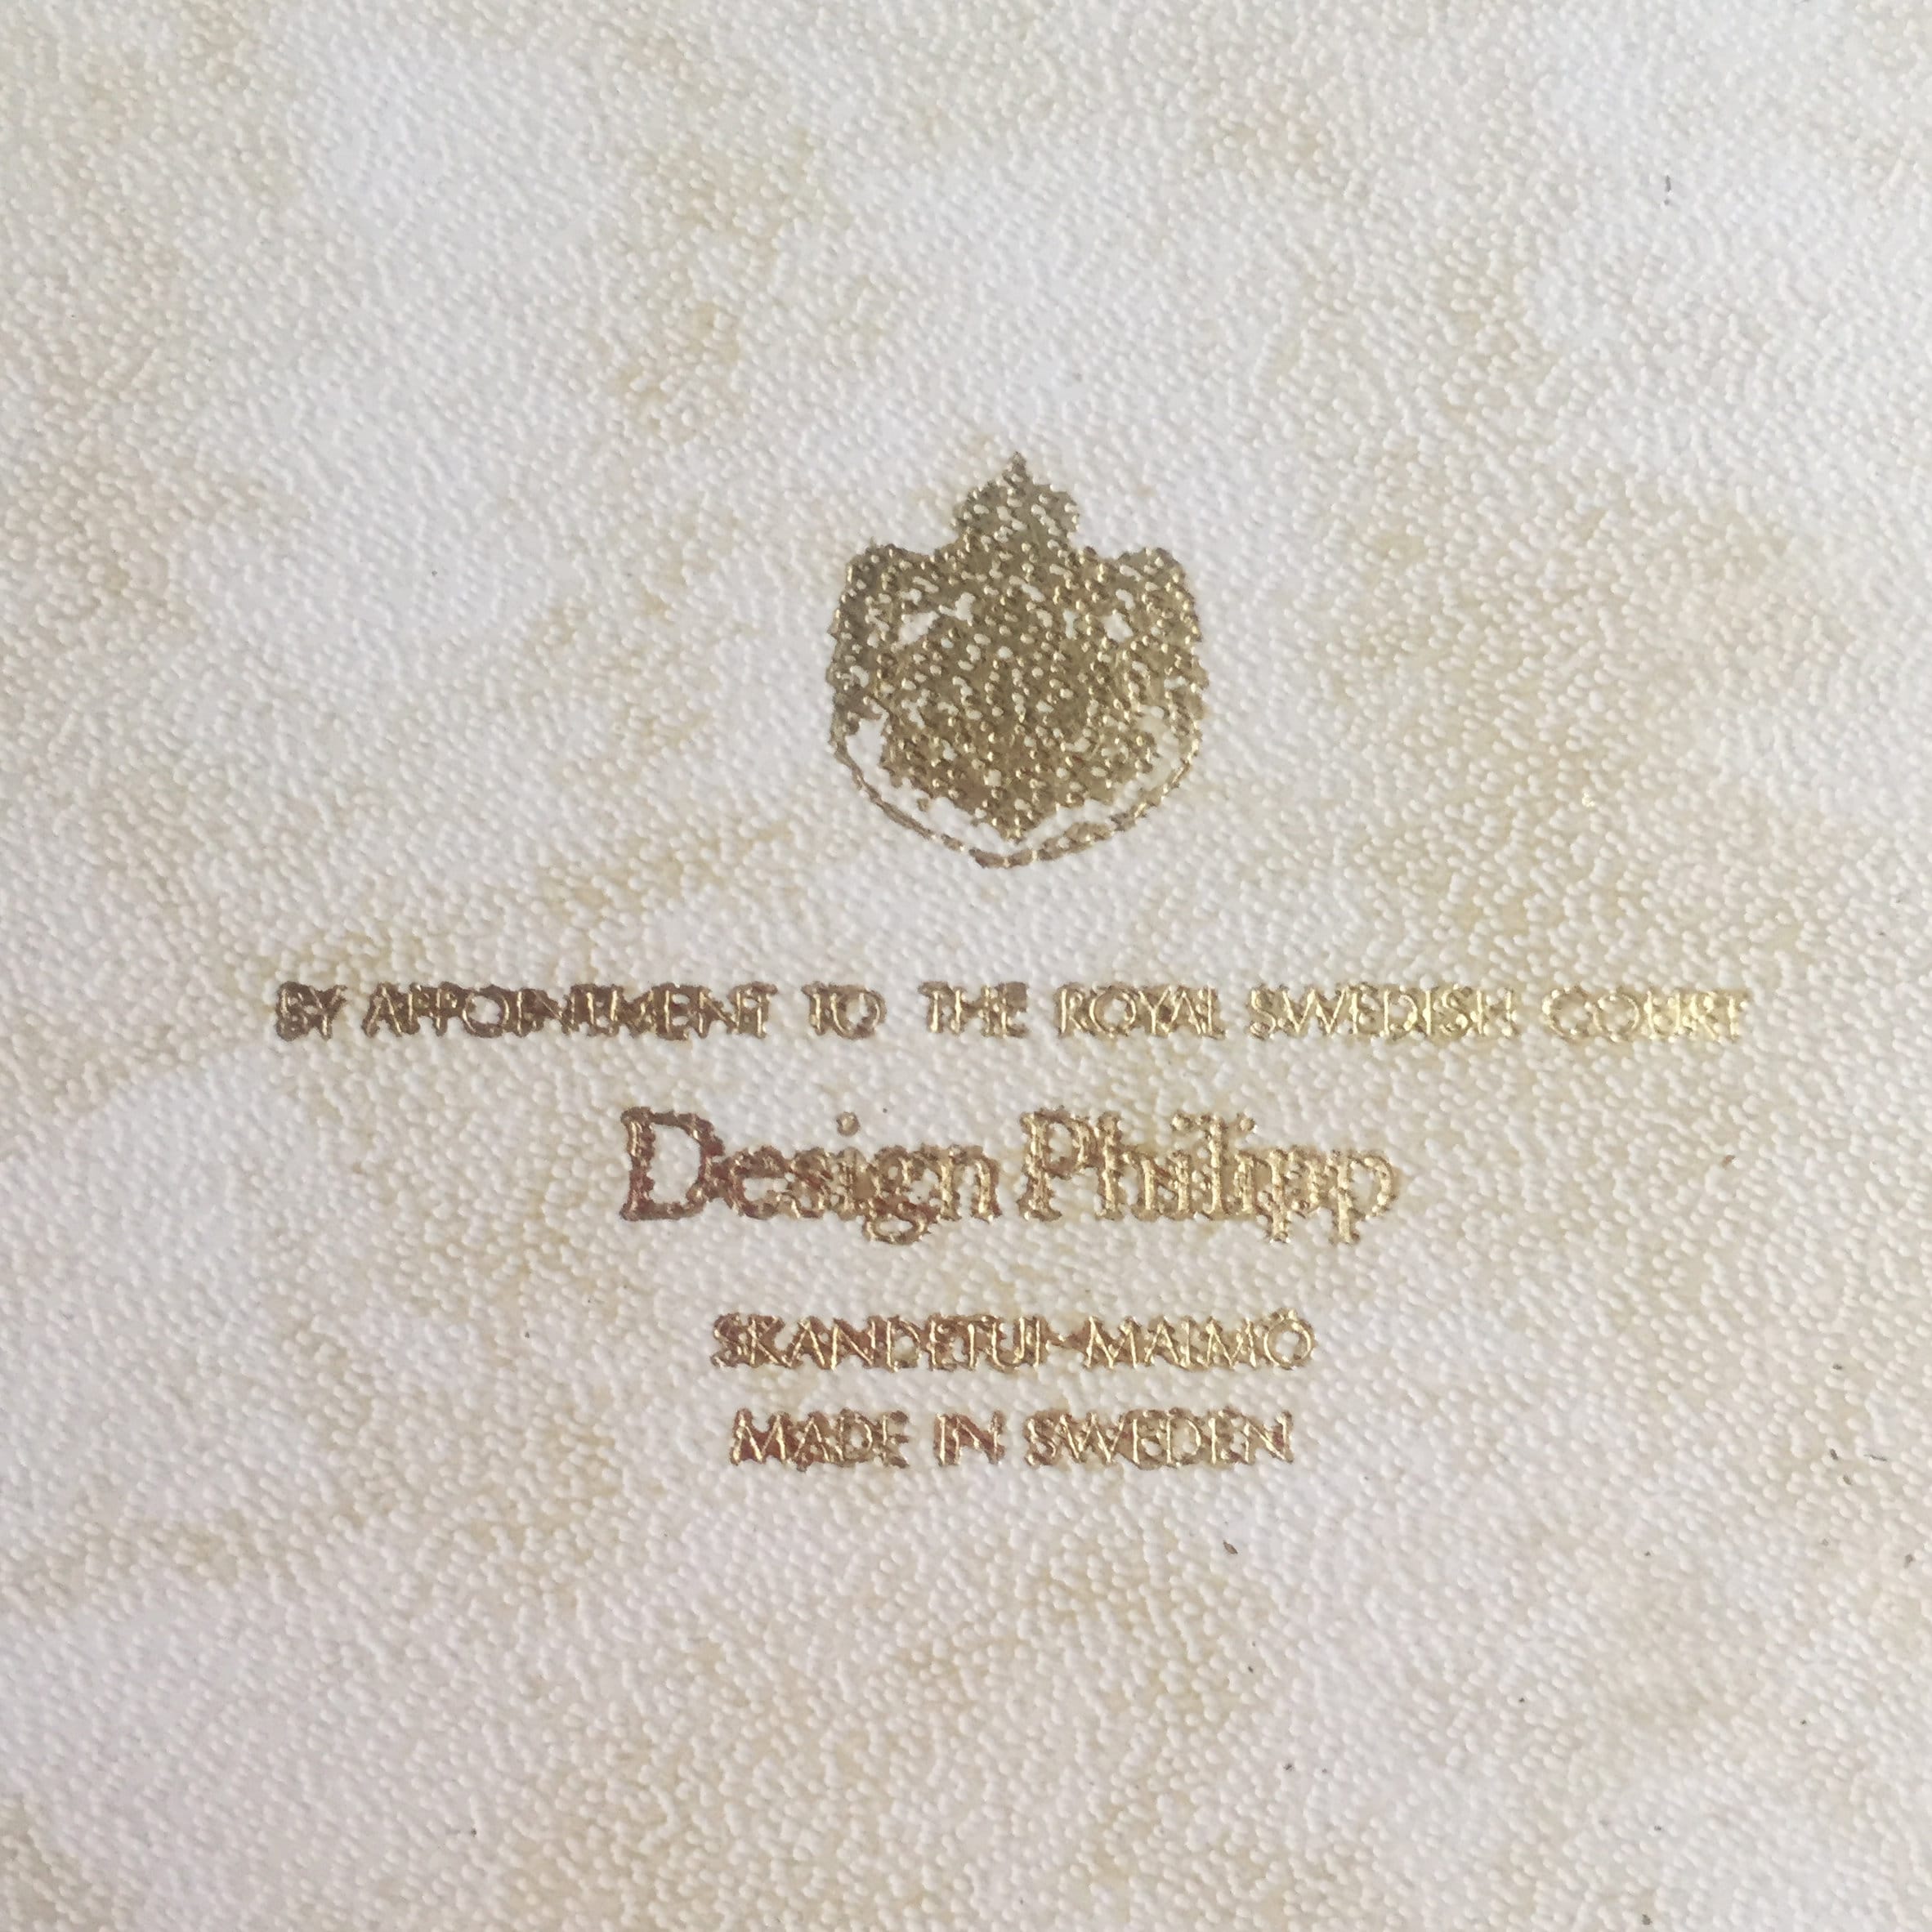 BY APPOINTMENT TO THE ROYAL SWEDISH COURT
Design Philipp
SKANDETUI-MALMÖ
MADE IN SWEDEN